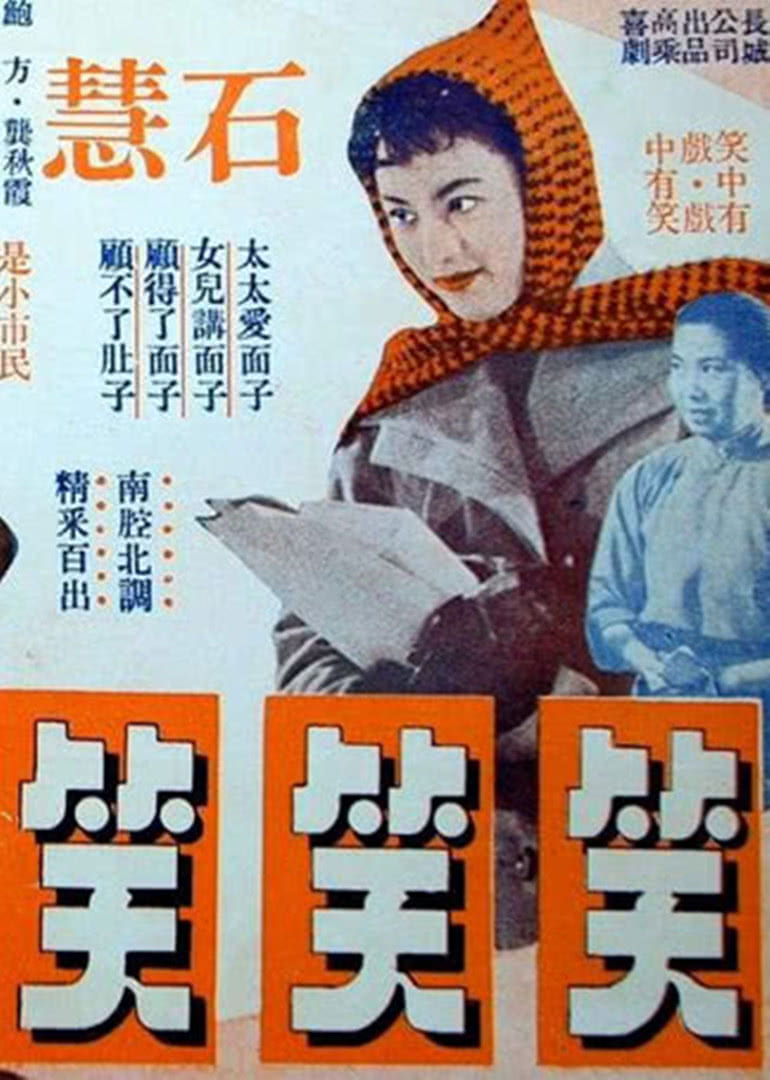 長城公司出品高乘喜劇
笑中有戲・戲中有笑
石慧
鮑方・龔秋霞
太太愛面子
女兒講面子
顧得了面子
顧不了肚子
是小市民
南腔北調
精采百出
笑笑笑